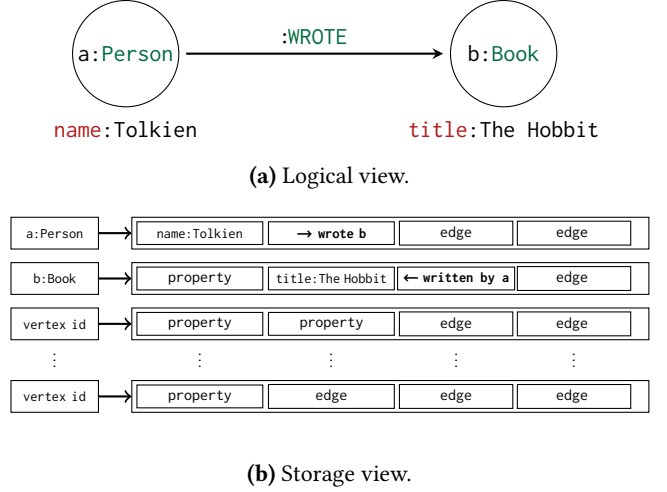 :WROTE
a:Person b:Book
name:Tolkien title:The Hobbit
(a) Logical view.
a:Person name:Tolkien → wrote b edge edge
b:Book property title:The Hobbit ← written by a edge
vertex id property property edge edge
⋮ ⋮ ⋮ ⋮ ⋮
vertex id property edge edge edge
(b) Storage view.